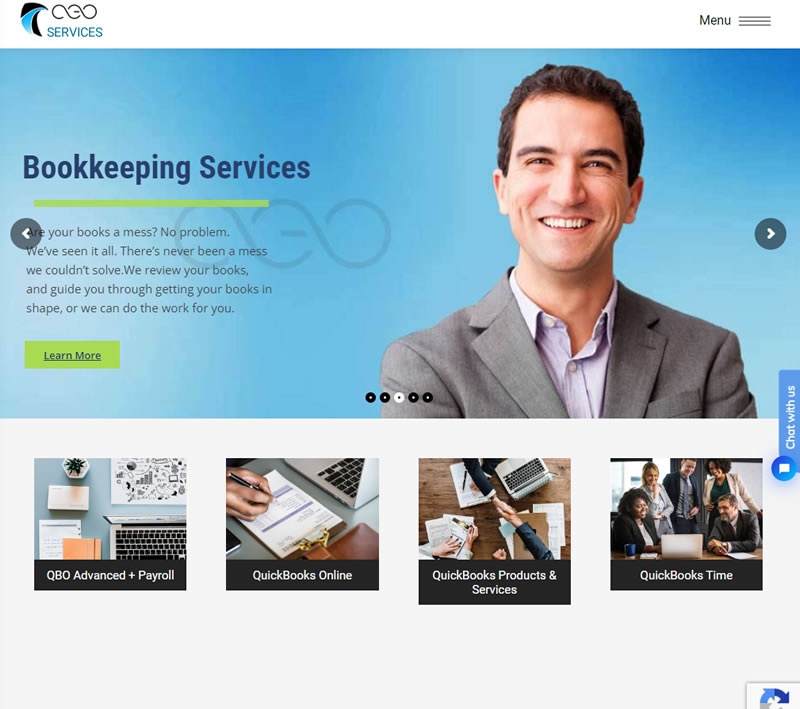 SERVICES
Menu
Bookkeeping Services
Are your books a mess? No problem.
We've seen it all. There's never been a mess
we couldn't solve.We review your books,
and guide you through getting your books in
shape, or we can do the work for you.
Learn More
Chat with us
QBO Advanced + Payroll
QuickBooks Online
QuickBooks Products &
Services
QuickBooks Time